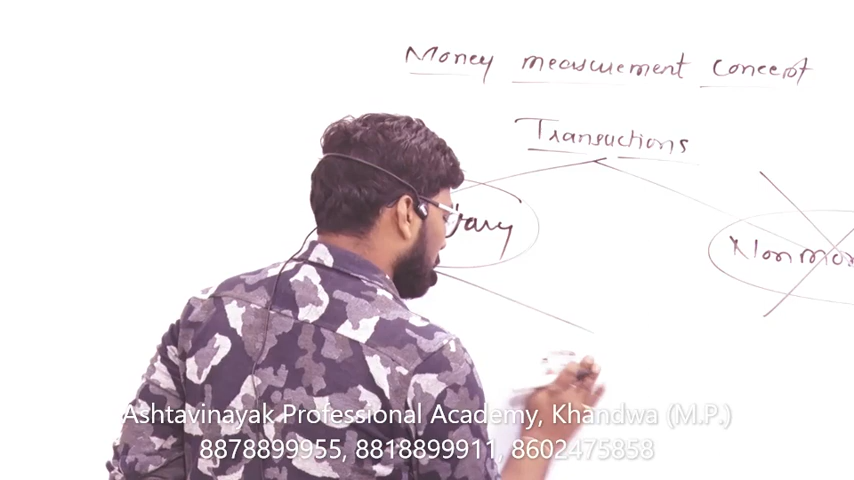 Money measurement concept
Transactions
Ashtavinayak Professional Academy, Khandwa (M.P.)
8878899955, 8818899911, 8602475858